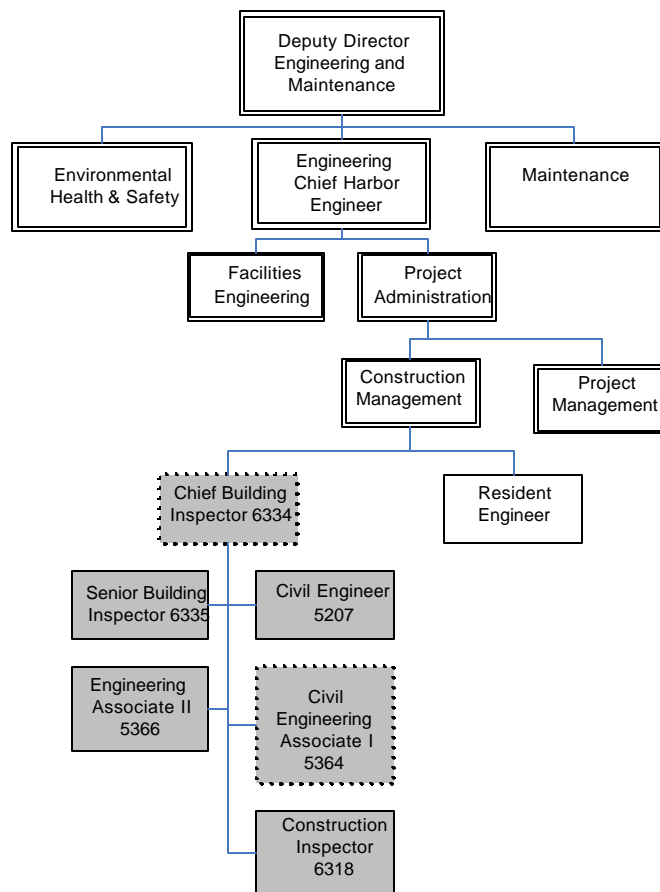 Deputy Director
Engineering and
Maintenance
Environmental
Health & Safety
Engineering
Chief Harbor
Engineer
Maintenance
Facilities
Engineering
Project
Administration
Construction
Management
Project
Management
Chief Building
Inspector 6334
Resident
Engineer
Senior Building
Inspector 6335
Civil Engineer
5207
Engineering
Associate II
5366
Civil
Engineering
Associate I
5364
Construction
Inspector
6318